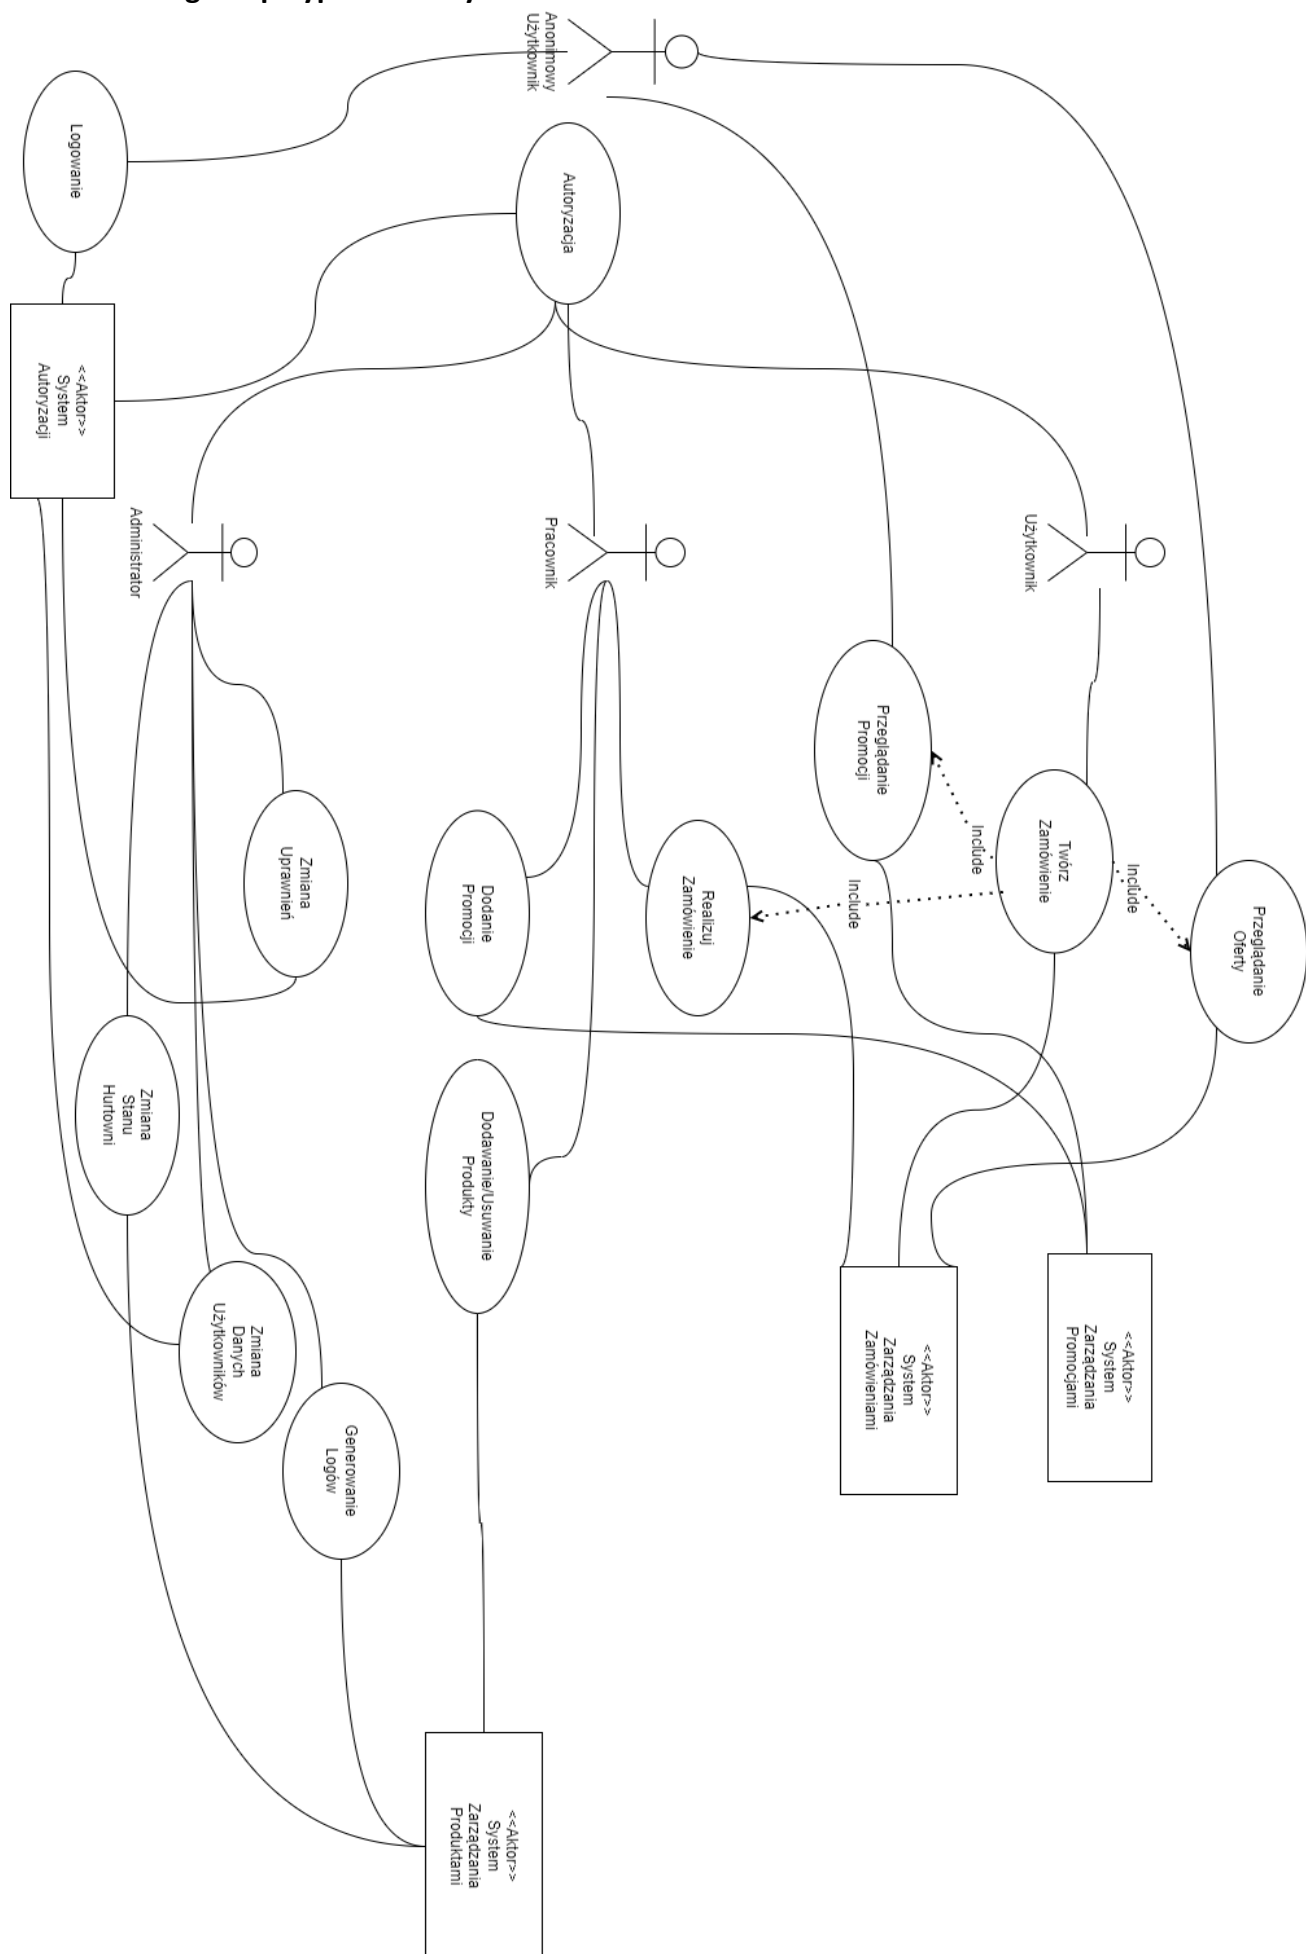 Przeglądanie
Oferty
Include
<<Aktor>>
System
Zarządzania
Promocjami
Twórz
Zamówienie
Użytkownik
Include
<<Aktor>>
System
Zarządzania
Zamówieniami
Przeglądanie
Promocji
Include
Realizuj
Zamówienie
Autoryzacja
Anonimowy
Użytkownik
Pracownik
Dodanie
Promocji
Dodawanie/Usuwanie
Produkty
<<Aktor>>
System
Zarządzania
Produktami
Generowanie
Logów
Zmiana
Uprawnień
Zmiana
Danych
Użytkowników
Administrator
Zmiana
Stanu
Hurtowni
Logowanie
<<Aktor>>
System
Autoryzacji